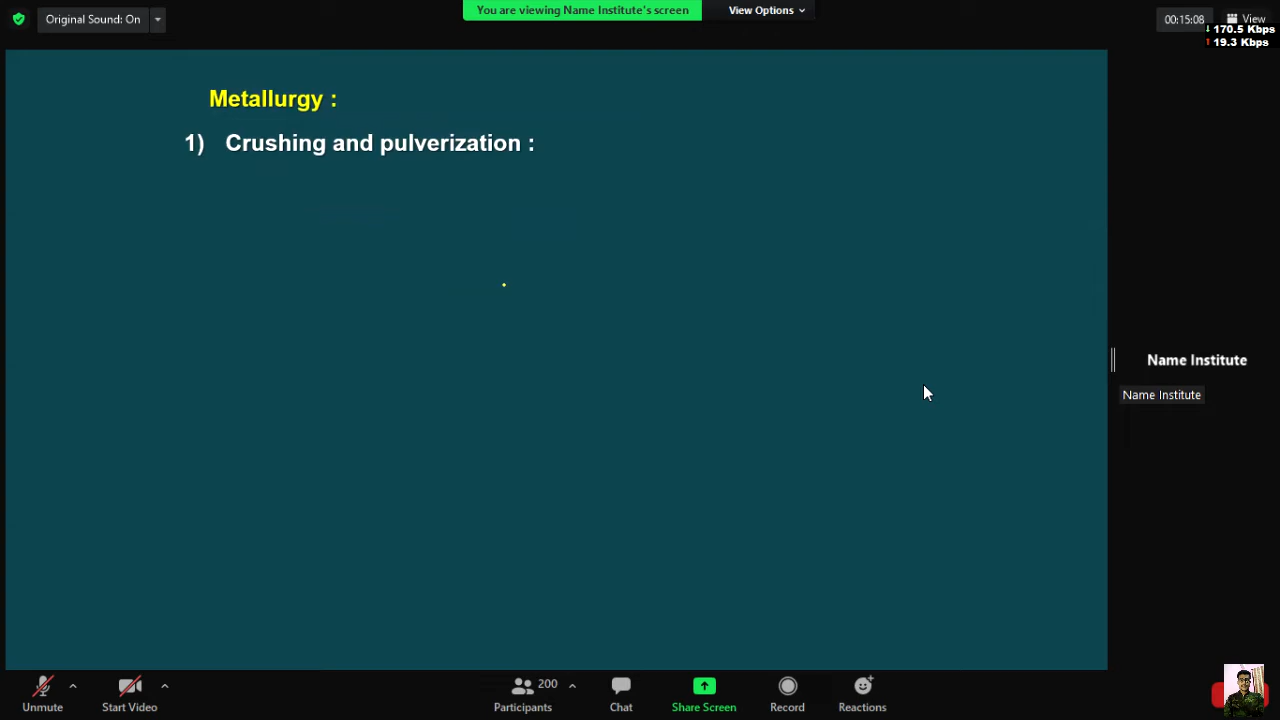 Original Sound: On
You are viewing Name Institute's screen
View Options
00:15:08
View
↓ 170.5 Kbps
↑ 19.3 Kbps
Metallurgy :
1) Crushing and pulverization :
Name Institute
Name Institute
Unmute
Start Video
200
Participants
Chat
Share Screen
Record
Reactions